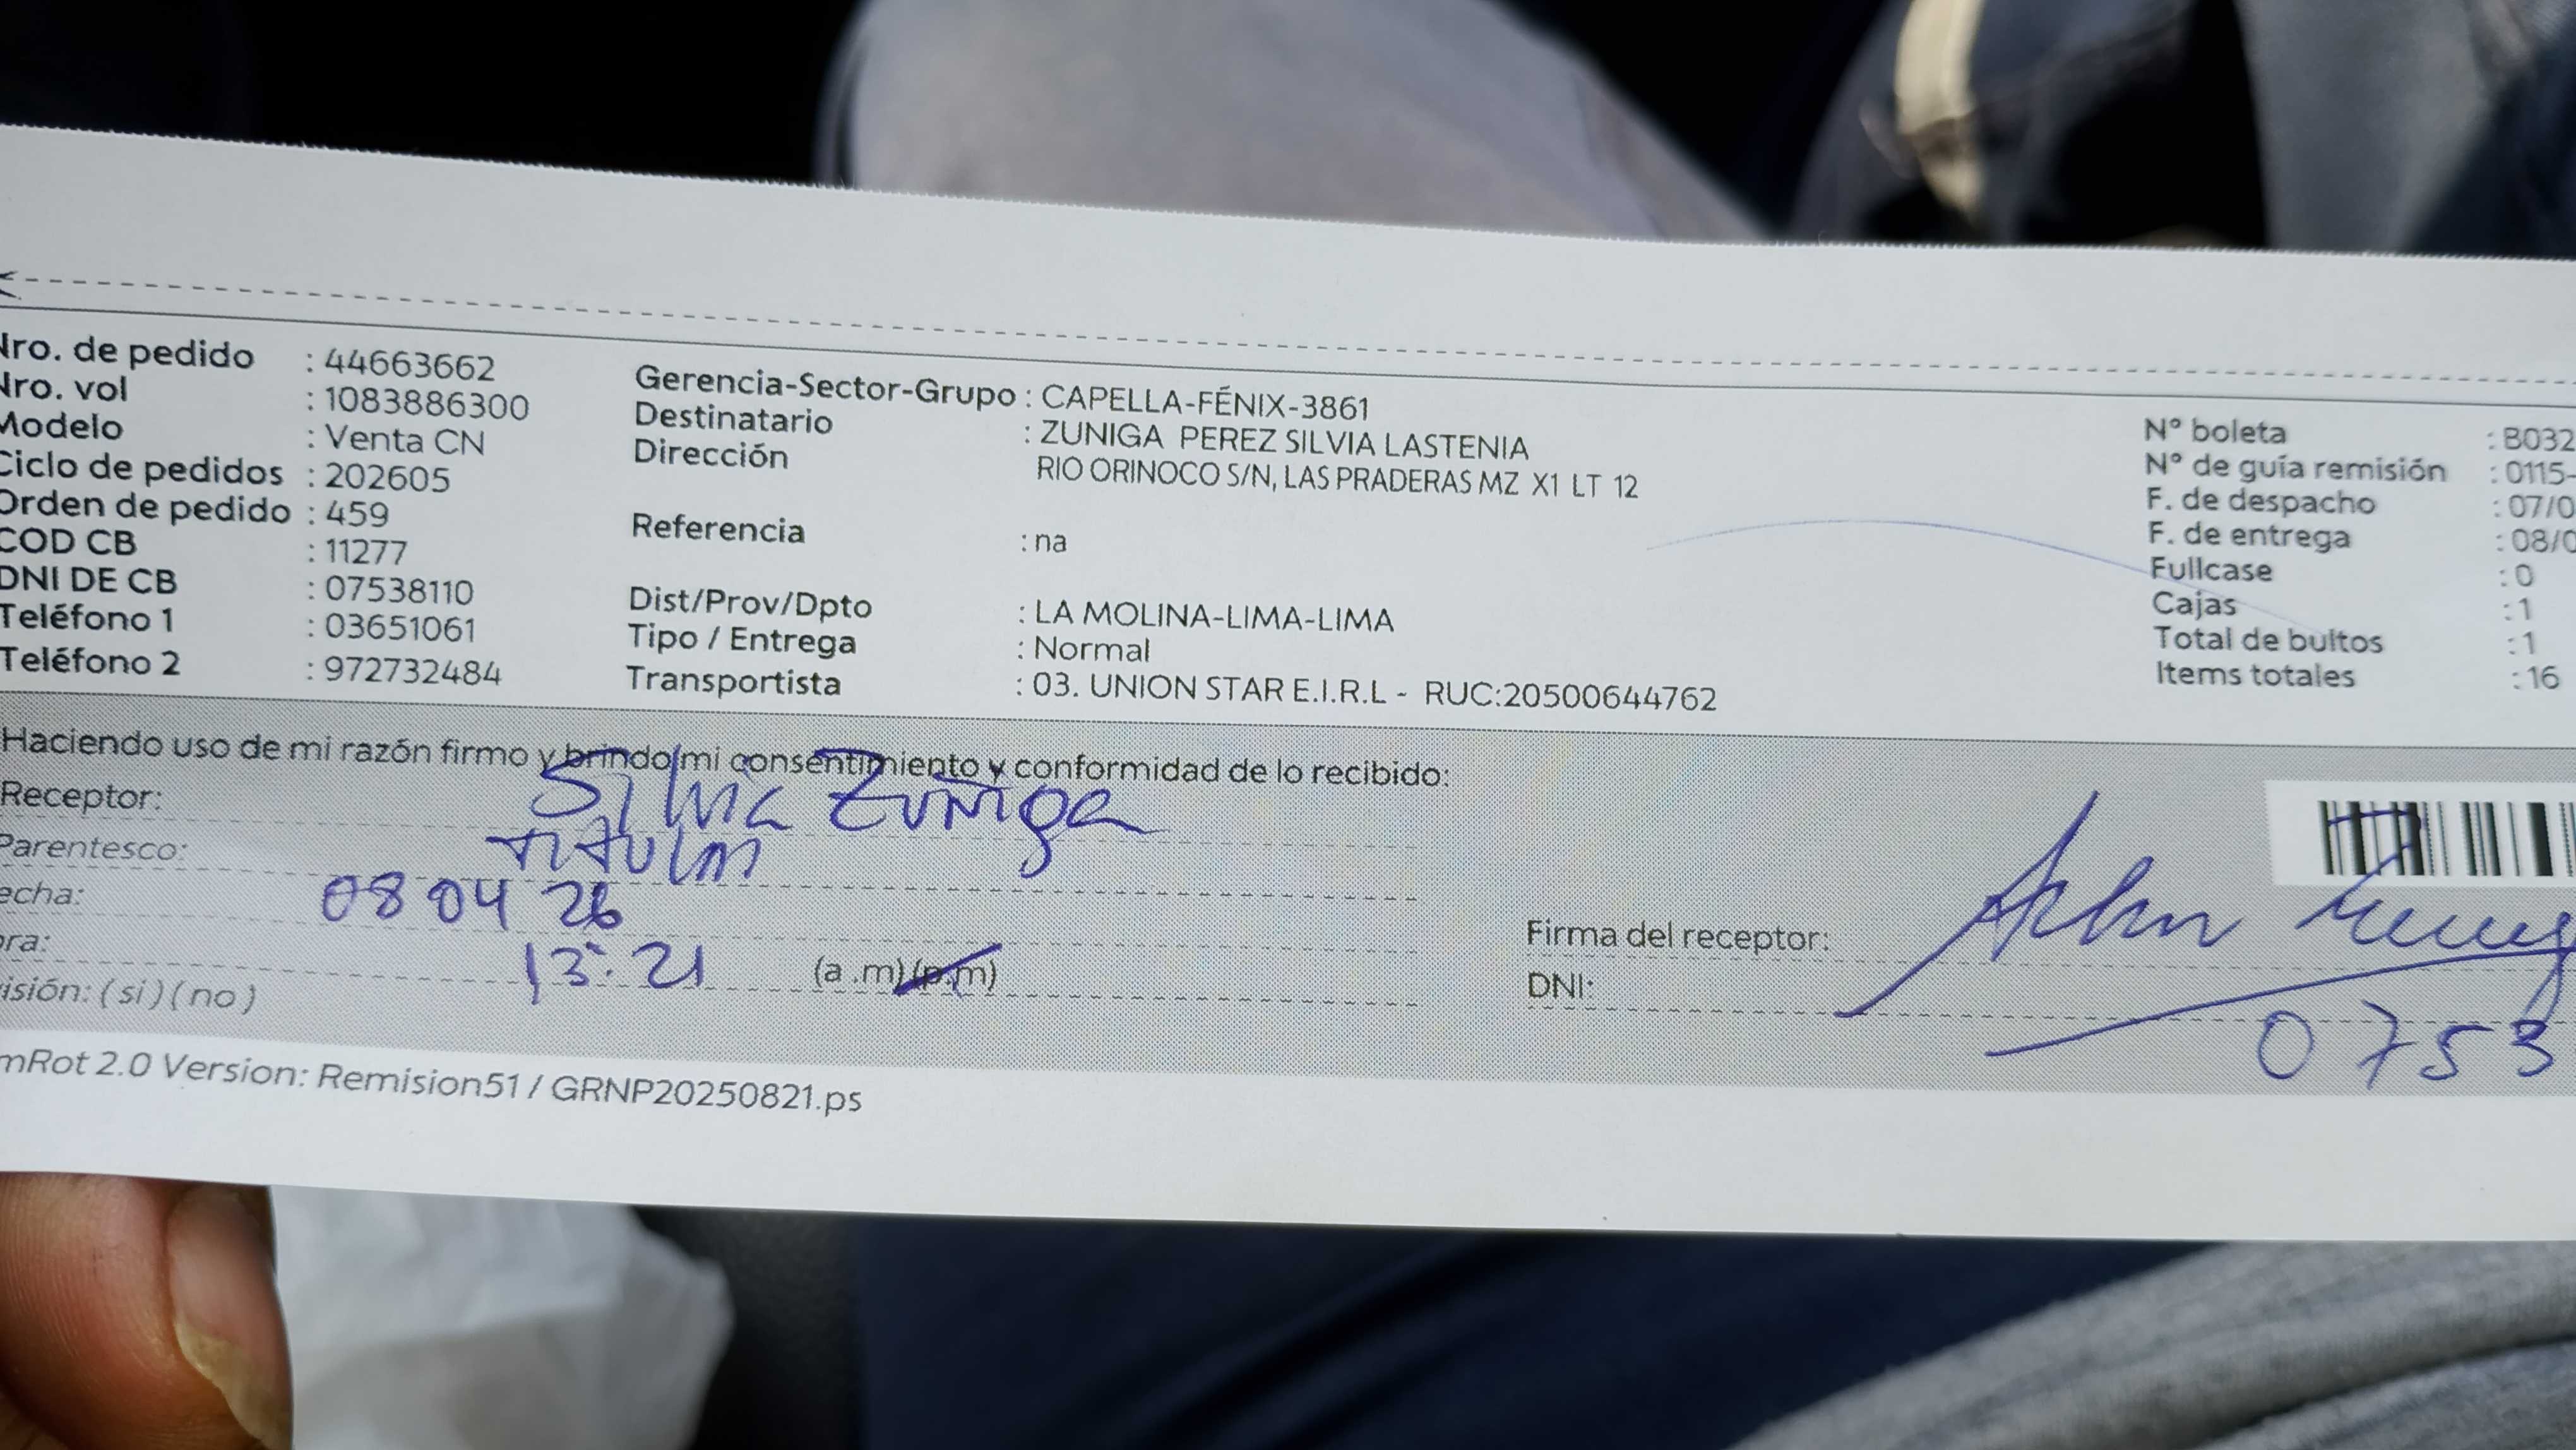 Nro. de pedido : 44663662
Nro. vol : 1083886300
Modelo : Venta CN
Ciclo de pedidos : 202605
Orden de pedido : 459
COD CB : 11277
DNI DE CB : 07538110
Teléfono 1 : 03651061
Teléfono 2 : 972732484
Gerencia-Sector-Grupo : CAPELLA-FÉNIX-3861
Destinatario : ZUNIGA PEREZ SILVIA LASTENIA
Dirección RIO ORINOCO S/N, LAS PRADERAS MZ X1 LT 12
Referencia : na
Dist/Prov/Dpto : LA MOLINA-LIMA-LIMA
Tipo / Entrega : Normal
Transportista : 03. UNION STAR E.I.R.L - RUC:20500644762
N° boleta : B032
N° de guía remisión : 0115-
F. de despacho : 07/0
F. de entrega : 08/0
Fullcase : 0
Cajas : 1
Total de bultos : 1
Items totales : 16
Haciendo uso de mi razón firmo y brindo mi consentimiento y conformidad de lo recibido:
Receptor: Silvia Zuñiga
Parentesco: Titular
echa: 08 04 26
ora: 13:21 (a.m)(p.m)
isión: (si)(no)
Firma del receptor:
DNI: 0753
mRot 2.0 Version: Remision51 / GRNP20250821.ps